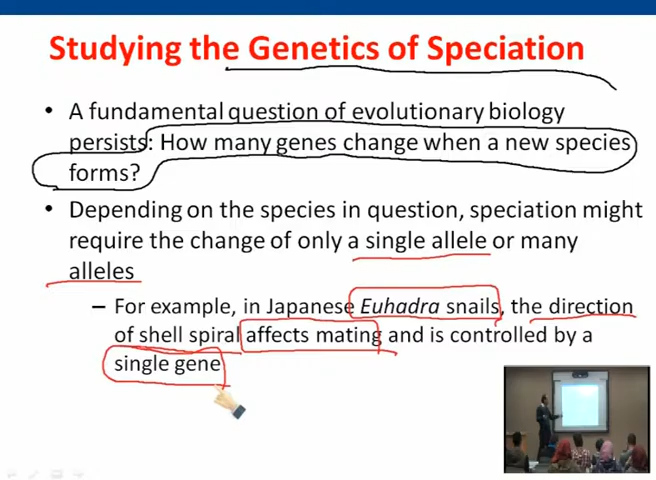 Studying the Genetics of Speciation
• A fundamental question of evolutionary biology
persists: How many genes change when a new species
forms?
• Depending on the species in question, speciation might
require the change of only a single allele or many
alleles
– For example, in Japanese Euhadra snails, the direction
of shell spiral affects mating and is controlled by a
single gene